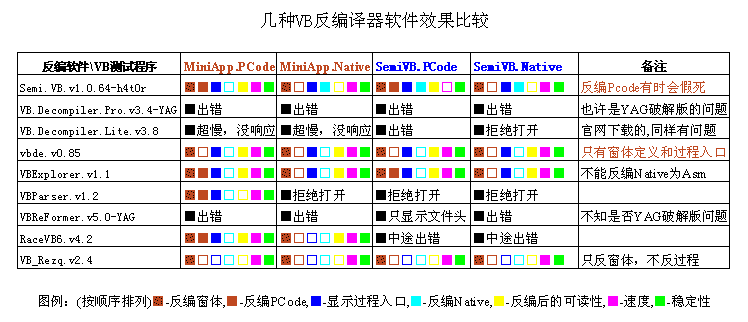 几种VB反编译器软件效果比较
反编软件\VB测试程序 MiniApp.PCode MiniApp.Native SemiVB.PCode SemiVB.Native 备注
Semi.VB.v1.0.64-h4t0r 反编Pcode有时会假死
VB.Decompiler.Pro.v3.4-YAG 出错 出错 出错 出错 也许是YAG破解版的问题
VB.Decompiler.Lite.v3.8 超慢，没响应 超慢，没响应 出错 拒绝打开 官网下载的,同样有问题
vbde.v0.85 只有窗体定义和过程入口
VBExplorer.v1.1 不能反编Native为Asm
VBParser.v1.2 拒绝打开 拒绝打开 拒绝打开
VBReFormer.v5.0-YAG 出错 出错 只显示文件头 出错 不知是否YAG破解版问题
RaceVB6.v4.2 中途出错 中途出错
VB_Rezq.v2.4 只反窗体，不反过程
图例：(按顺序排列) -反编窗体, -反编PCode, -显示过程入口, -反编Native, -反编后的可读性, -速度, -稳定性